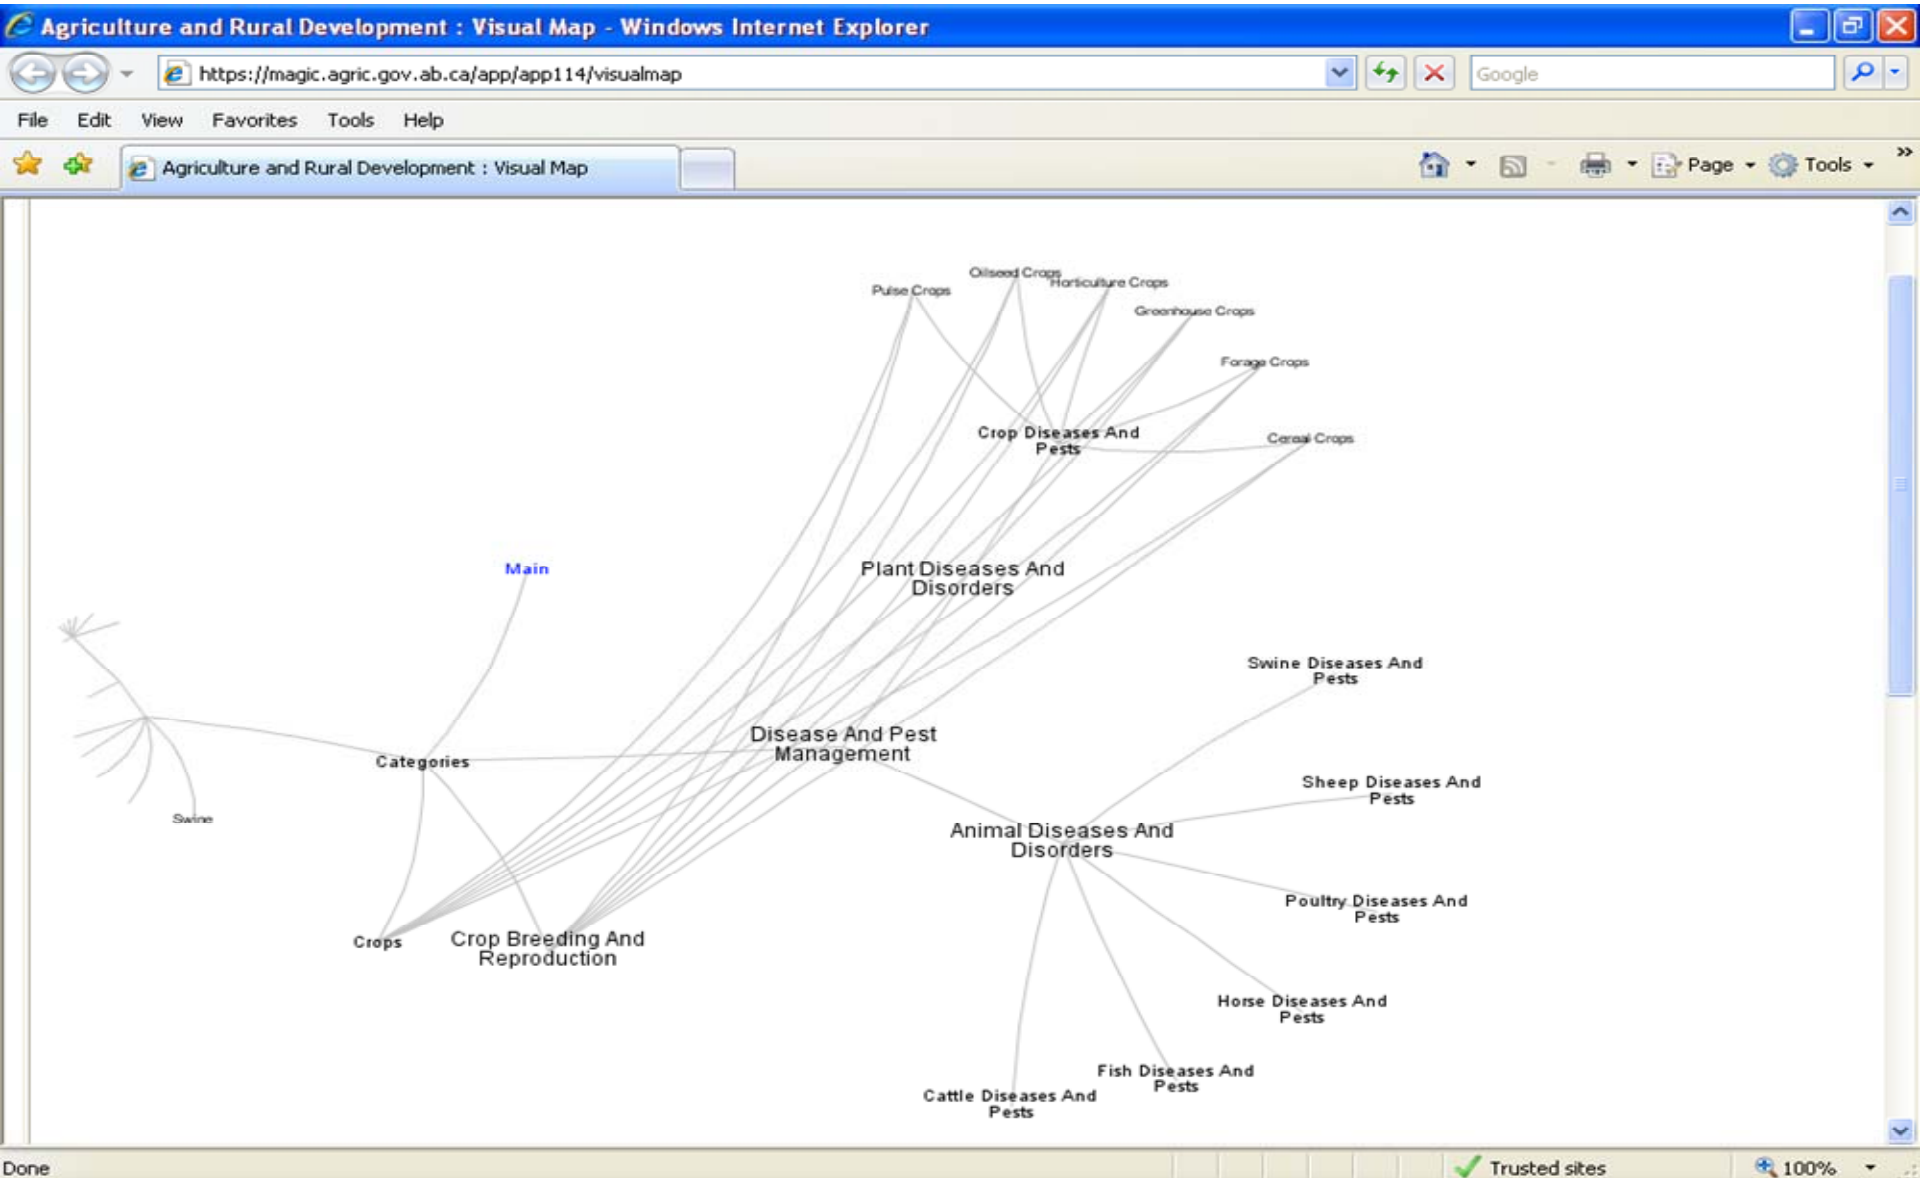 Agriculture and Rural Development : Visual Map - Windows Internet Explorer
https://magic.agric.gov.ab.ca/app/app114/visualmap
Google
File Edit View Favorites Tools Help
Agriculture and Rural Development : Visual Map
Page Tools »
Oilseed Crops
Horticulture Crops
Pulse Crops
Greenhouse Crops
Forage Crops
Crop Diseases And
Pests
Cereal Crops
Main
Plant Diseases And
Disorders
Swine Diseases And
Pests
Disease And Pest
Management
Categories
Sheep Diseases And
Pests
Swine
Animal Diseases And
Disorders
Poultry Diseases And
Pests
Crops
Crop Breeding And
Reproduction
Horse Diseases And
Pests
Fish Diseases And
Pests
Cattle Diseases And
Pests
Done
Trusted sites
100%